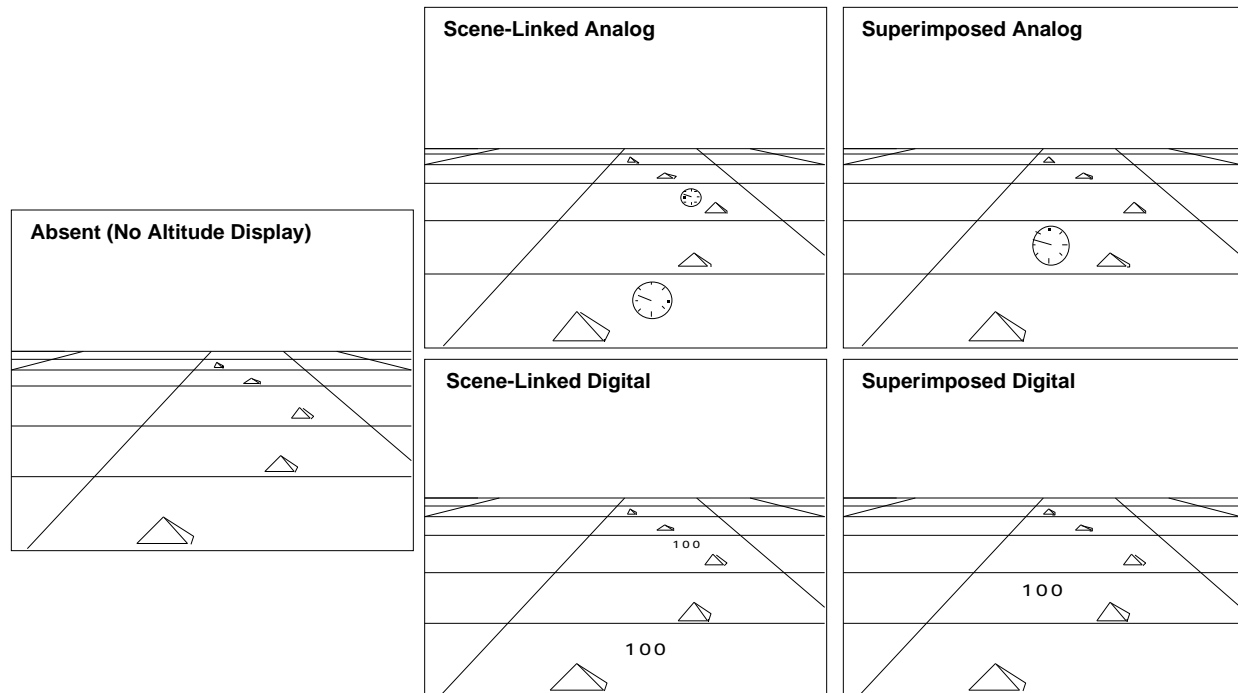 Scene-Linked Analog
Superimposed Analog
Absent (No Altitude Display)
Scene-Linked Digital
Superimposed Digital
100
100
100